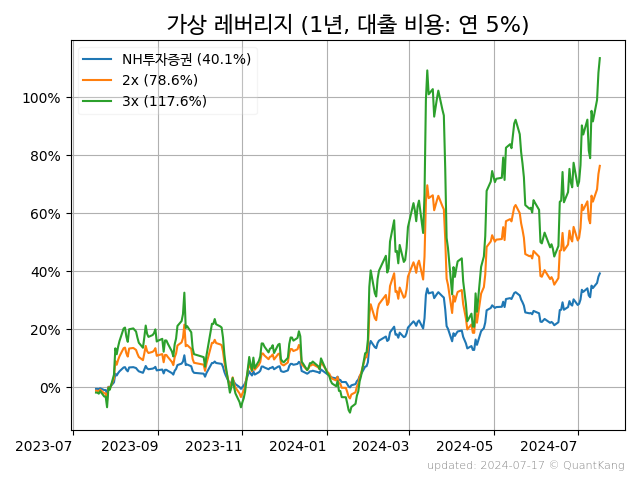 가상 레버리지 (1년, 대출 비용: 연 5%)
NH투자증권 (40.1%)
2x (78.6%)
3x (117.6%)
100%
80%
60%
40%
20%
0%
2023-07 2023-09 2023-11 2024-01 2024-03 2024-05 2024-07
updated: 2024-07-17 © QuantKang